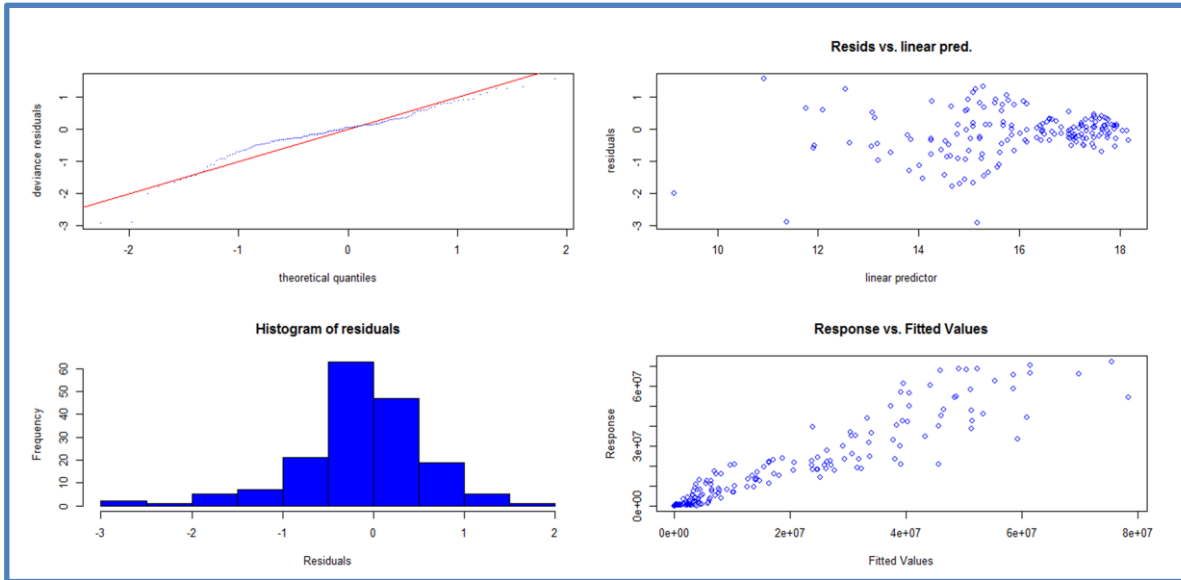 deviance residuals
1
0
-1
-2
-3
-2 -1 0 1 2
theoretical quantiles
Resids vs. linear pred.
residuals
1
0
-1
-2
-3
10 12 14 16 18
linear predictor
Histogram of residuals
Frequency
60
50
40
30
20
10
0
-3 -2 -1 0 1 2
Residuals
Response vs. Fitted Values
Response
6e+07
3e+07
0e+00
0e+00 2e+07 4e+07 6e+07 8e+07
Fitted Values